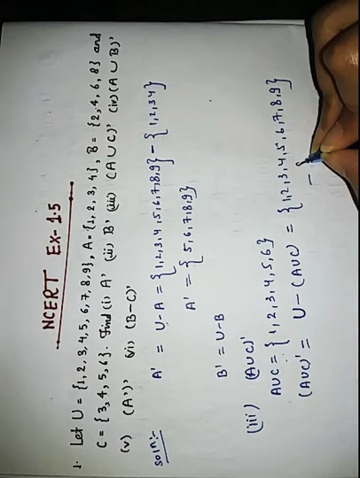 NCERT Ex-1.5
1. Let U = {1, 2, 3, 4, 5, 6, 7, 8, 9}, A = {1, 2, 3, 4}, B = {2, 4, 6, 8} and
C = {3, 4, 5, 6}. Find (i) A' (ii) B' (iii) (A∪C)' (iv) (A∪B)'
(v) (A')' (vi) (B-C)'
Soln:-
A' = U-A = {1,2,3,4,5,6,7,8,9} - {1,2,3,4}
A' = {5,6,7,8,9}
B' = U-B
(iii) (A∪C)'
A∪C = {1,2,3,4,5,6}
(A∪C)' = U-(A∪C) = {1,2,3,4,5,6,7,8,9}
-